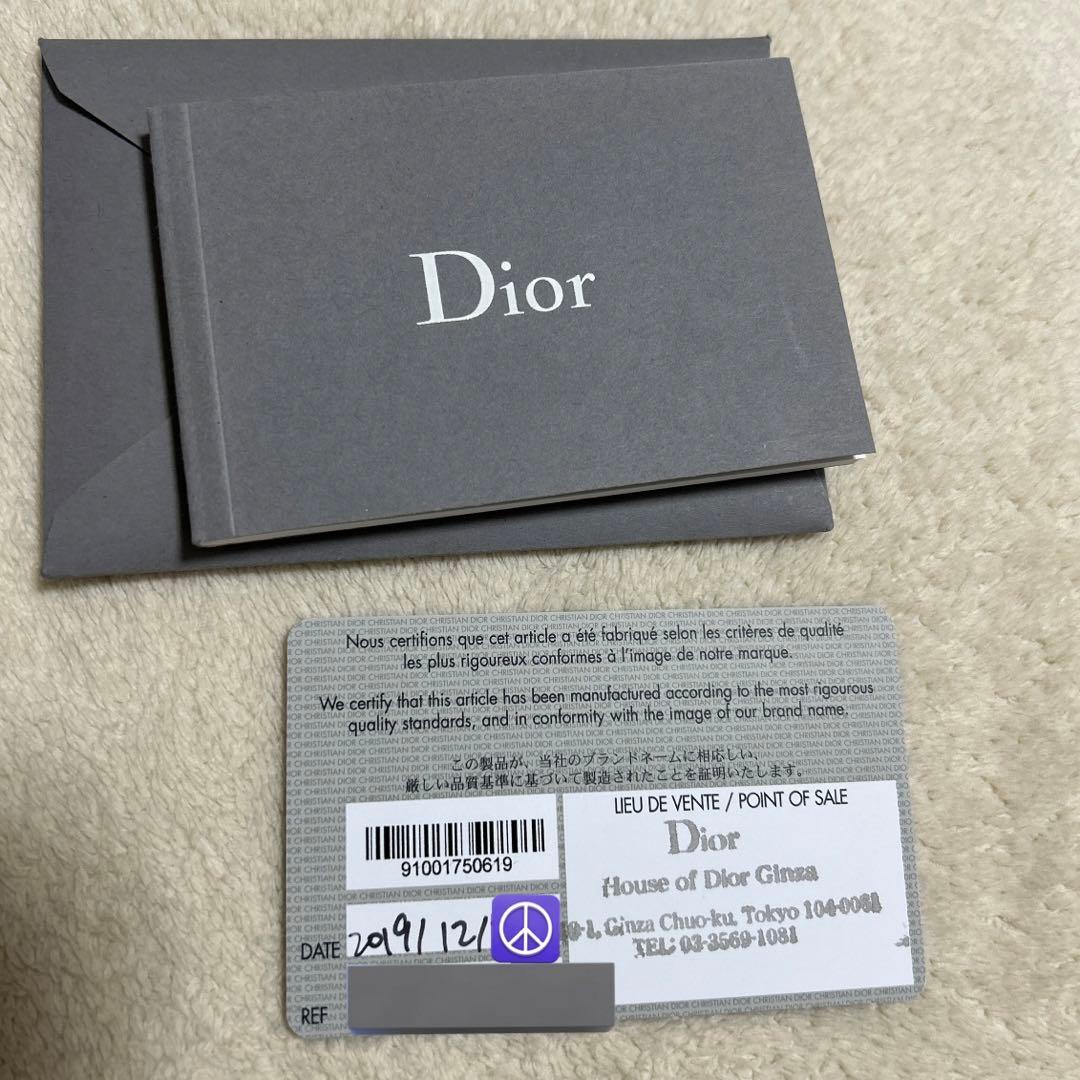 Dior
Nous certifions que cet article a été fabriqué selon les critères de qualité
les plus rigoureux conformes à l'image de notre marque.
We certify that this article has been manufactured according to the most rigourous
quality standards, and in conformity with the image of our brand name.
この製品が、当社のブランドネームに相応しい、
厳しい品質基準に基づいて製造されたことを証明いたします。
91001750619
LIEU DE VENTE / POINT OF SALE
Dior
House of Dior Ginza
Ginza Chuo-ku, Tokyo 104-0061
TEL: 03-3569-1081
DATE 2019/12/
REF